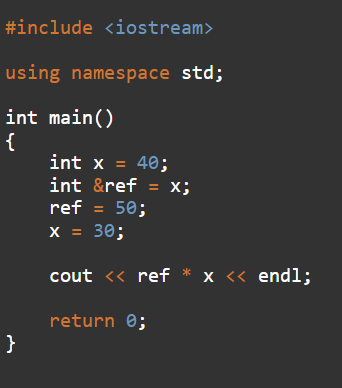 #include <iostream>
using namespace std;
int main()
{
    int x = 40;
    int &ref = x;
    ref = 50;
    x = 30;
    cout << ref * x << endl;
    return 0;
}